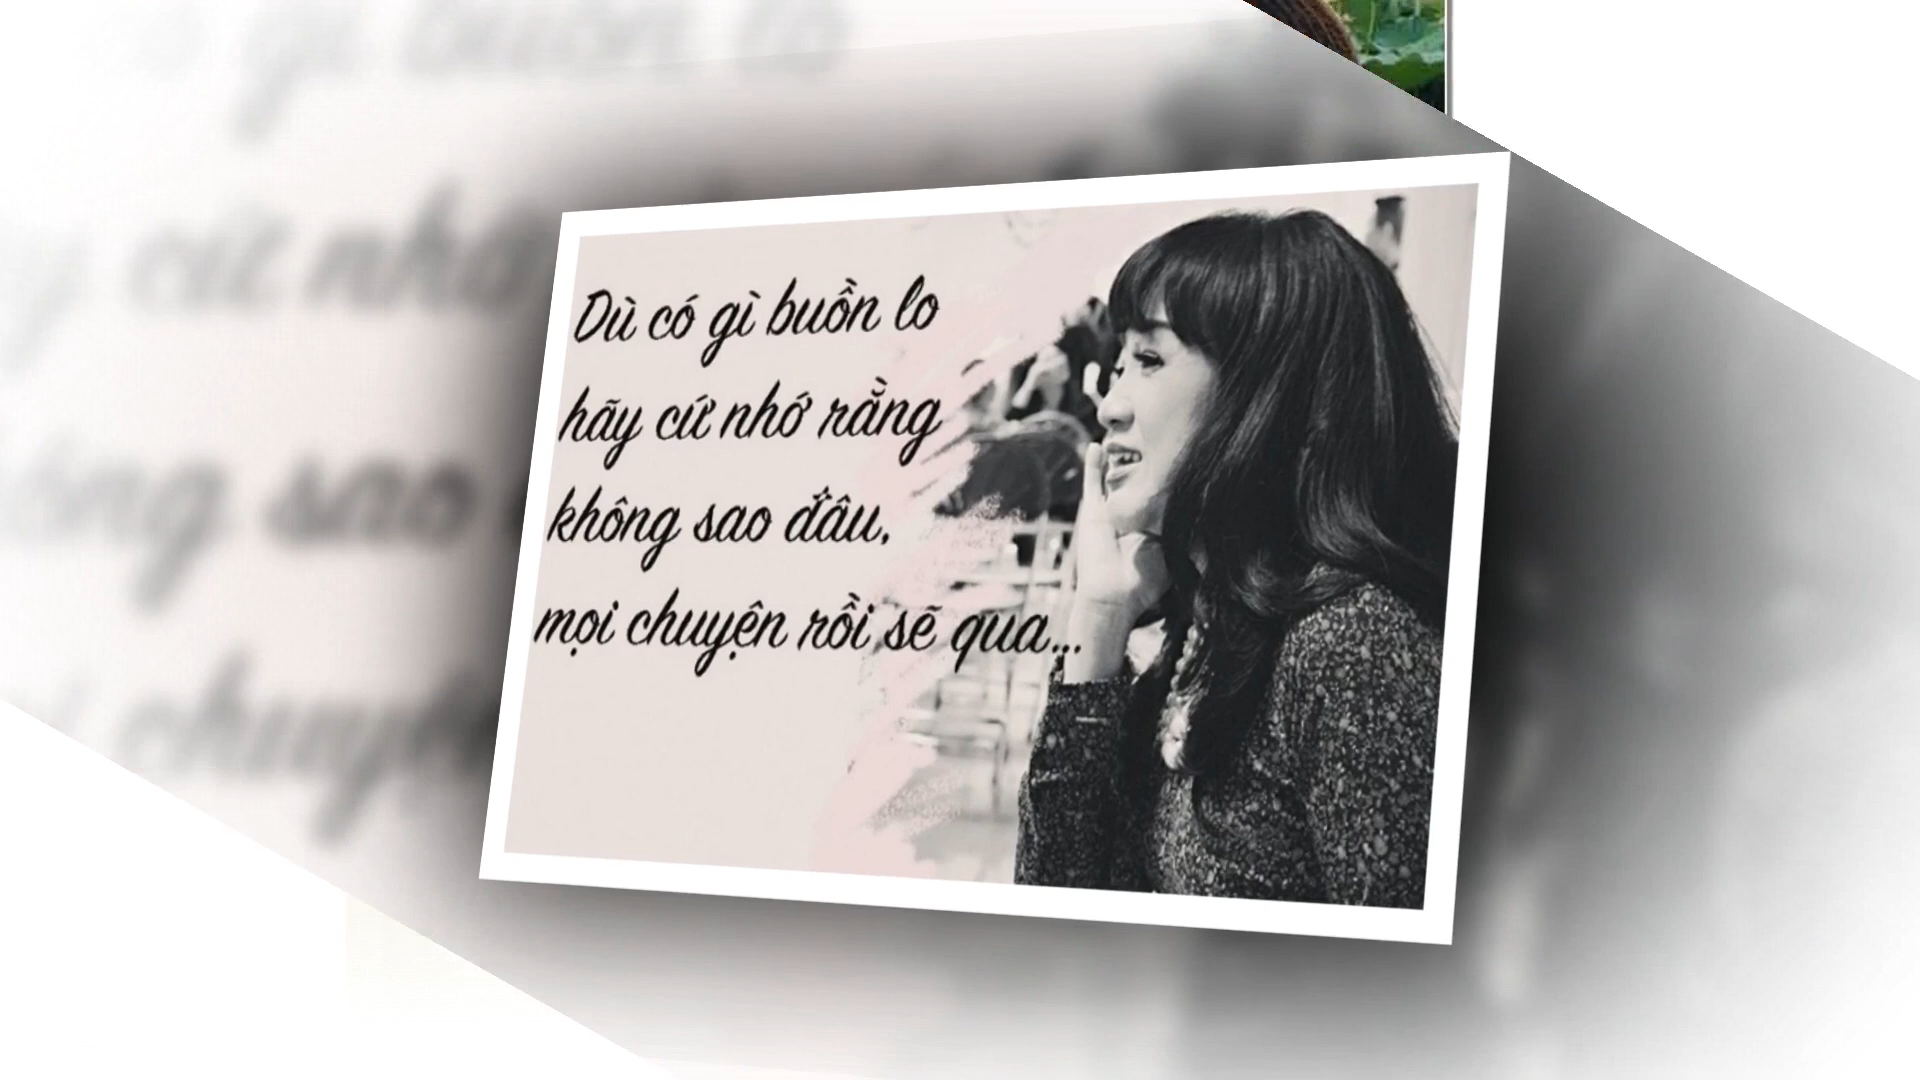 Dù có gì buồn lo
hãy cứ nhớ rằng
không sao đâu,
mọi chuyện rồi sẽ qua...